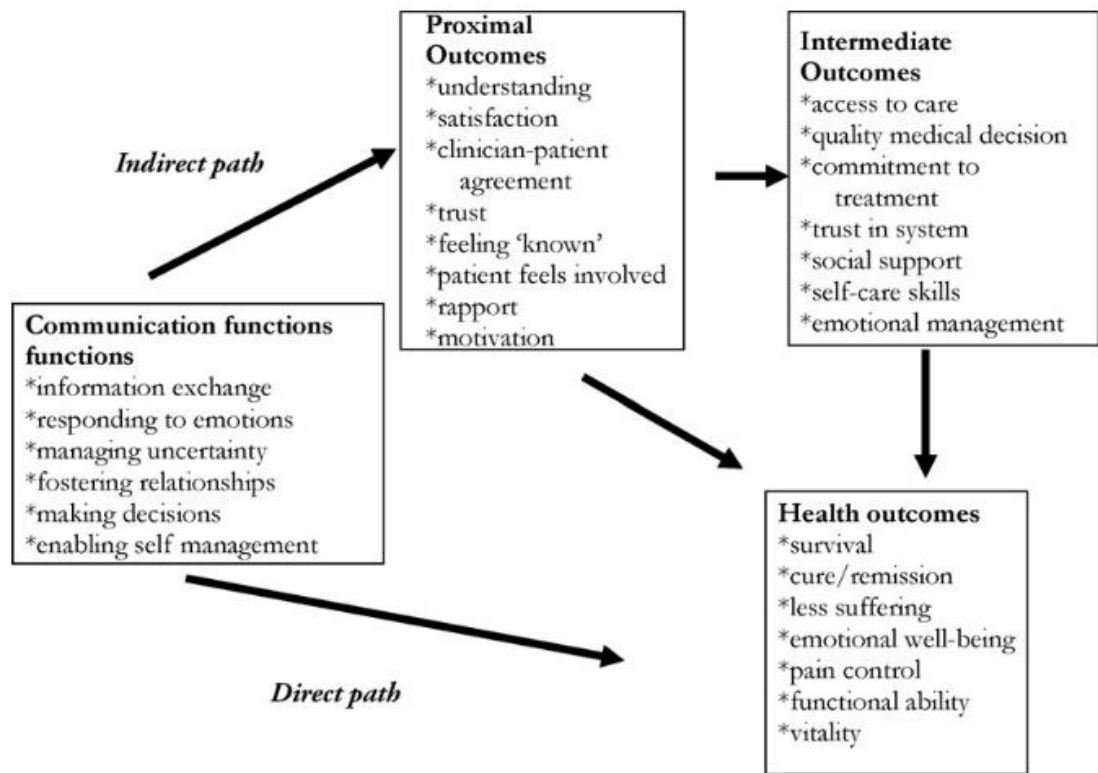 Proximal
Outcomes
*understanding
*satisfaction
*clinician-patient
agreement
*trust
*feeling ‘known’
*patient feels involved
*rapport
*motivation
Intermediate
Outcomes
*access to care
*quality medical decision
*commitment to
treatment
*trust in system
*social support
*self-care skills
*emotional management
Indirect path
Communication functions
functions
*information exchange
*responding to emotions
*managing uncertainty
*fostering relationships
*making decisions
*enabling self management
Direct path
Health outcomes
*survival
*cure/remission
*less suffering
*emotional well-being
*pain control
*functional ability
*vitality